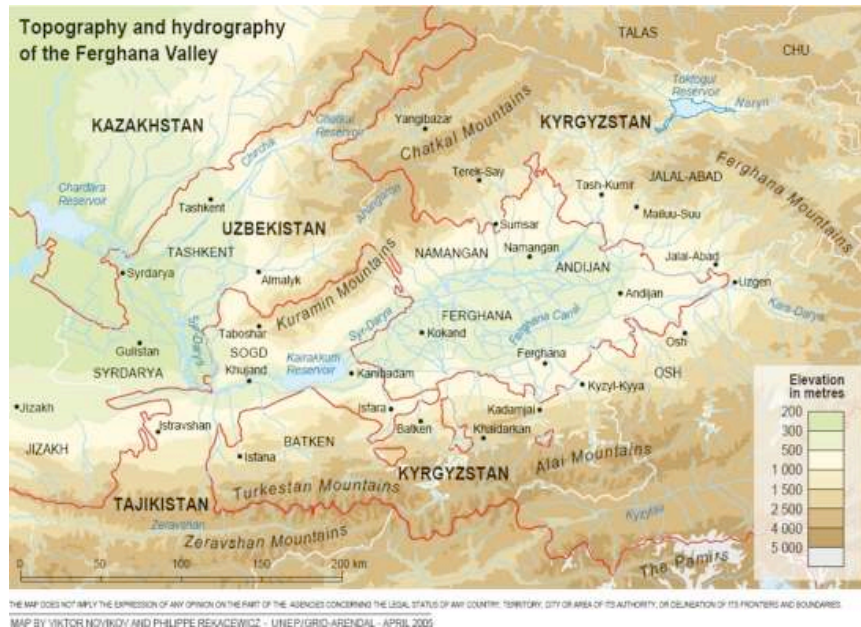 Topography and hydrography
of the Ferghana Valley
TALAS
CHU
Toktogul
Reservoir
Naryn
KAZAKHSTAN
Chatkal
Reservoir
Yangibazar
Chatkal Mountains
KYRGYZSTAN
Chirchik
Terek-Say
Tash-Kumir
JALAL-ABAD
Mailuu-Suu
Ferghana Mountains
Chardara
Reservoir
Tashkent
Ahangaran
UZBEKISTAN
Sumsar
TASHKENT
NAMANGAN
Namangan
ANDIJAN
Jalal-Abad
Syrdarya
Almalyk
Kuramin Mountains
Uzgen
Andijan
Kara-Darya
Syr-Darya
FERGHANA
Ferghana Canal
Taboshar
Syr-Darya
Kokand
Osh
Gulistan
SOGD
Kairakkum
Reservoir
Ferghana
SYRDARYA
Khujand
Kanibadam
OSH
Kyzyl-Kyya
Elevation
in metres
Jizakh
Isfara
Kadamjai
200
300
500
1 000
1 500
2 500
4 000
5 000
Istravshan
BATKEN
Batken
Khaidarkan
JIZAKH
Isfana
KYRGYZSTAN
Alai Mountains
TAJIKISTAN
Turkestan Mountains
Zeravshan
Zeravshan Mountains
Kyzylsu
The Pamirs
0 50 100 150 200 km
THE MAP DOES NOT IMPLY THE EXPRESSION OF ANY OPINION ON THE PART OF THE AGENCIES CONCERNING THE LEGAL STATUS OF ANY COUNTRY, TERRITORY, CITY OR AREA OF ITS AUTHORITY, OR DELINEATION OF ITS FRONTIERS AND BOUNDARIES
MAP BY VIKTOR NOVIKOV AND PHILIPPE REKACEWICZ - UNEP/GRID-ARENDAL - APRIL 2005